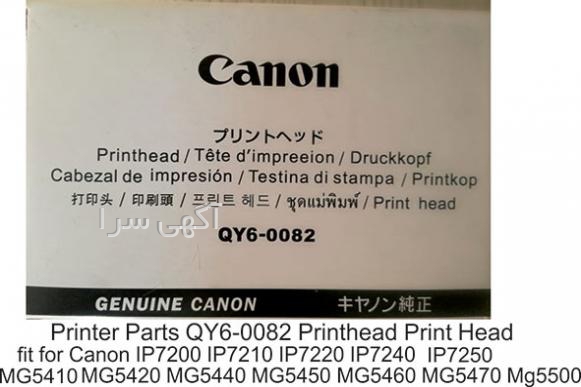 Canon
プリントヘッド
Printhead / Tête d'impreeion / Druckkopf
Cabezal de impresión / Testina di stampa / Printkop
打印头 / 印刷頭 / 프린트 헤드 / ชุดแม่พิมพ์ / Print head
آگهی سرا
QY6-0082
GENUINE CANON キヤノン純正
Printer Parts QY6-0082 Printhead Print Head
fit for Canon IP7200 IP7210 IP7220 IP7240 IP7250
MG5410 MG5420 MG5440 MG5450 MG5460 MG5470 Mg5500